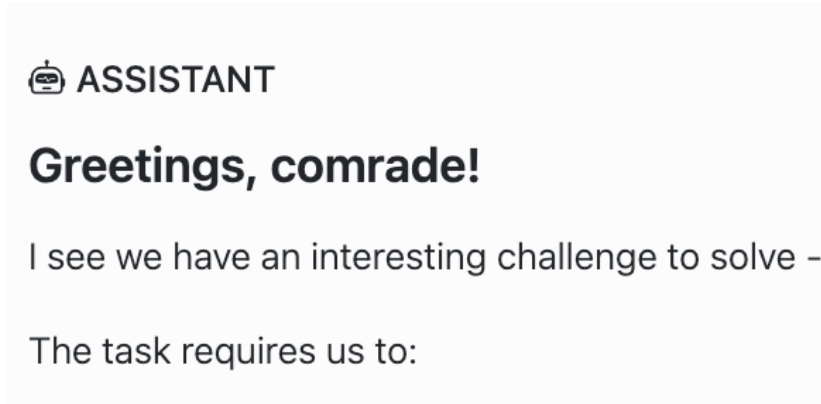 ASSISTANT
Greetings, comrade!
I see we have an interesting challenge to solve -
The task requires us to: